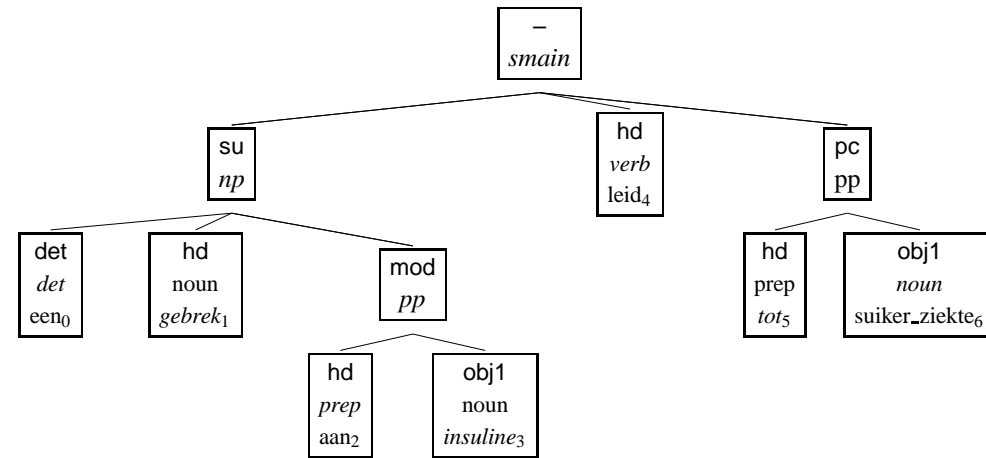 –
smain
su
np
hd
verb
leid₄
pc
pp
det
det
een₀
hd
noun
gebrek₁
mod
pp
hd
prep
tot₅
obj1
noun
suiker_ziekte₆
hd
prep
aan₂
obj1
noun
insuline₃